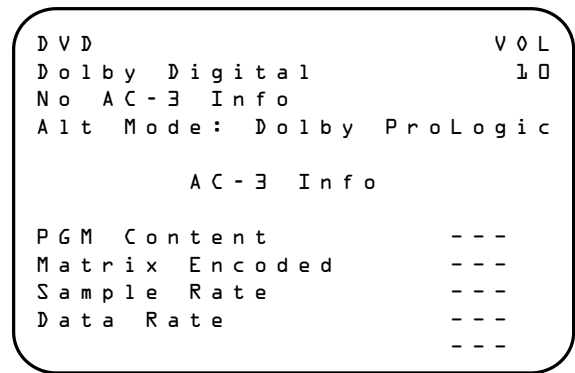 DVD VOL
Dolby Digital 10
No AC-3 Info
Alt Mode: Dolby ProLogic
AC-3 Info
PGM Content ---
Matrix Encoded ---
Sample Rate ---
Data Rate ---
---